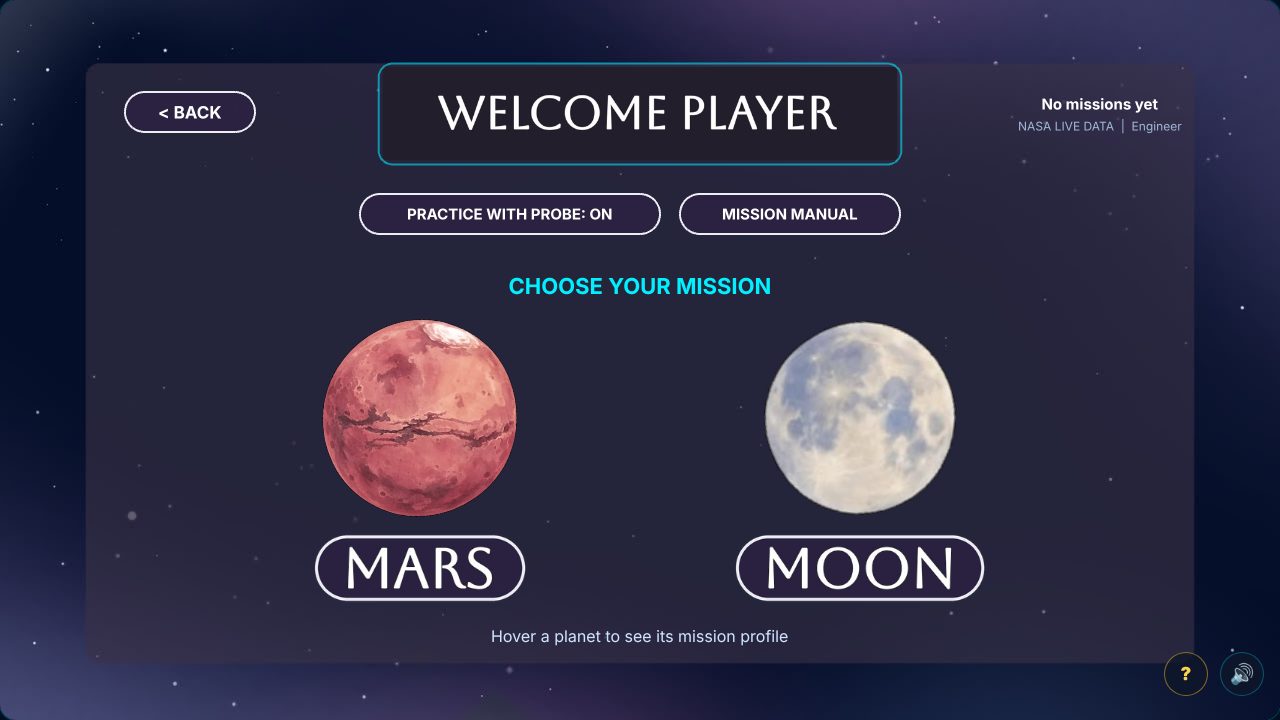 < BACK
WELCOME PLAYER
No missions yet
NASA LIVE DATA | Engineer
PRACTICE WITH PROBE: ON
MISSION MANUAL
CHOOSE YOUR MISSION
MARS
MOON
Hover a planet to see its mission profile
?